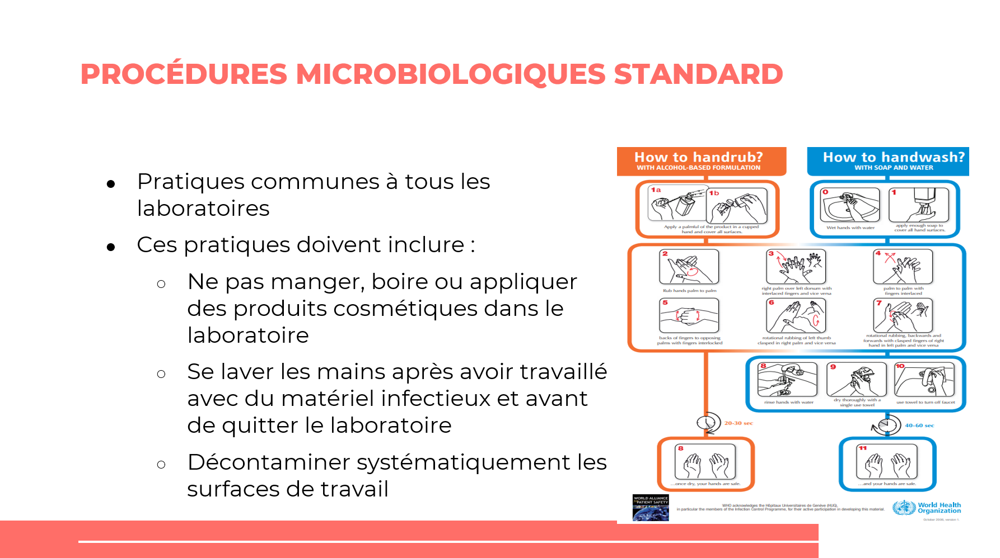 PROCÉDURES MICROBIOLOGIQUES STANDARD
● Pratiques communes à tous les
laboratoires
● Ces pratiques doivent inclure :
○ Ne pas manger, boire ou appliquer
des produits cosmétiques dans le
laboratoire
○ Se laver les mains après avoir travaillé
avec du matériel infectieux et avant
de quitter le laboratoire
○ Décontaminer systématiquement les
surfaces de travail
How to handrub?
WITH ALCOHOL-BASED FORMULATION
How to handwash?
WITH SOAP AND WATER
1a
1b
Apply a palmful of the product in a cupped
hand and cover all surfaces.
0
Wet hands with water
1
apply enough soap to
cover all hand surfaces.
2
Rub hands palm to palm
3
right palm over left dorsum with
interlaced fingers and vice versa
4
palm to palm with
fingers interlaced
5
backs of fingers to opposing
palms with fingers interlocked
6
rotational rubbing of left thumb
clasped in right palm and vice versa
7
rotational rubbing, backwards and
forwards with clasped fingers of right
hand in left palm and vice versa
8
rinse hands with water
9
dry thoroughly with a
single use towel
10
use towel to turn off faucet
20-30 sec
40-60 sec
8
...once dry, your hands are safe.
11
...and your hands are safe.
WORLD ALLIANCE
for PATIENT SAFETY
WHO acknowledges the Hôpitaux Universitaires de Genève (HUG),
in particular the members of the Infection Control Programme, for their active participation in developing this material.
World Health
Organization
October 2006, version 1.